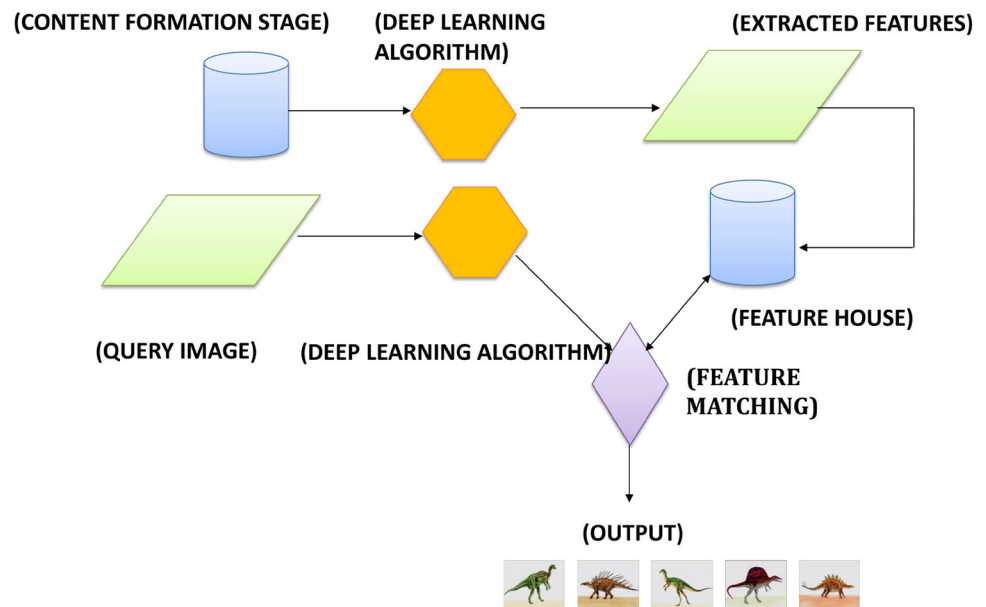 (CONTENT FORMATION STAGE)
(DEEP LEARNING
ALGORITHM)
(EXTRACTED FEATURES)
(FEATURE HOUSE)
(QUERY IMAGE)
(DEEP LEARNING ALGORITHM)
(FEATURE
MATCHING)
(OUTPUT)